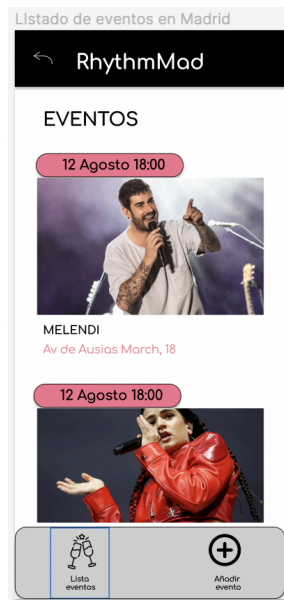 LIstado de eventos en Madrid
RhythmMad
EVENTOS
12 Agosto 18:00
MELENDI
Av de Ausias March, 18
12 Agosto 18:00
Lista
eventos
Añadir
evento